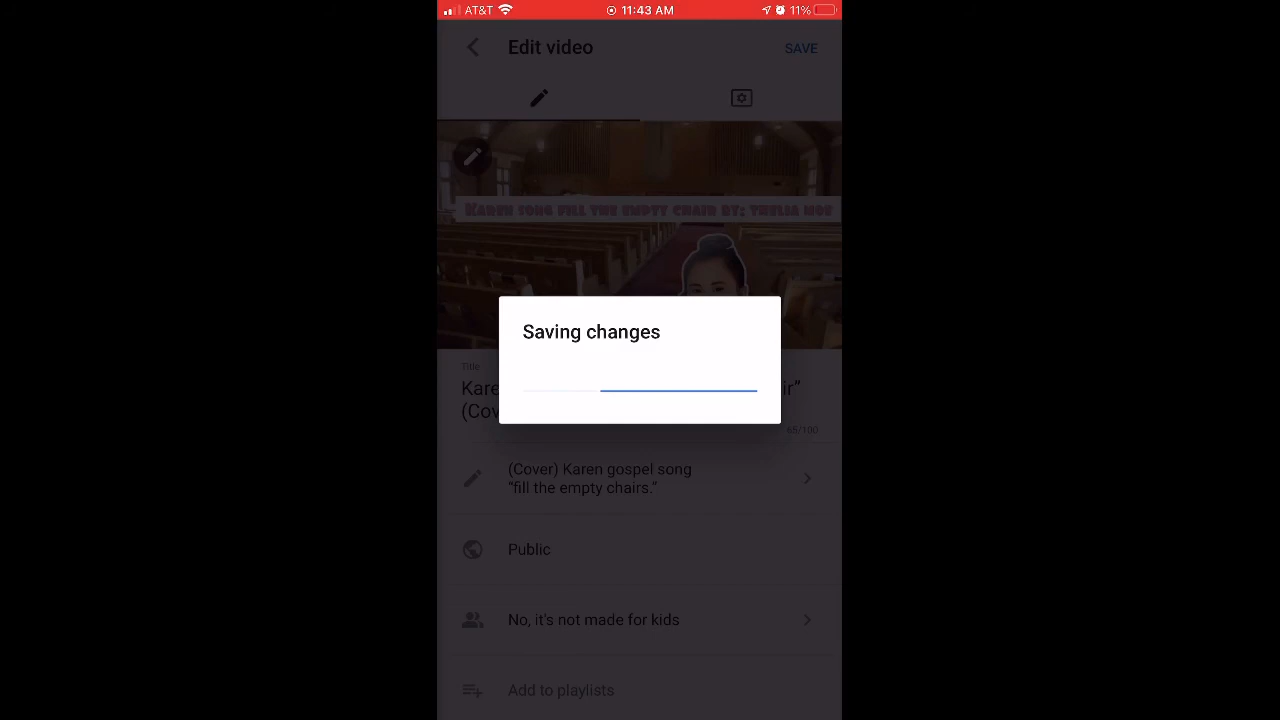 AT&T 11:43 AM 11%
Edit video SAVE
KAREN SONG FILL THE EMPTY CHAIR BY: THELIA MOE
Saving changes
Title
Kare ir”
(Cov
65/100
(Cover) Karen gospel song
“fill the empty chairs.”
Public
No, it's not made for kids
Add to playlists